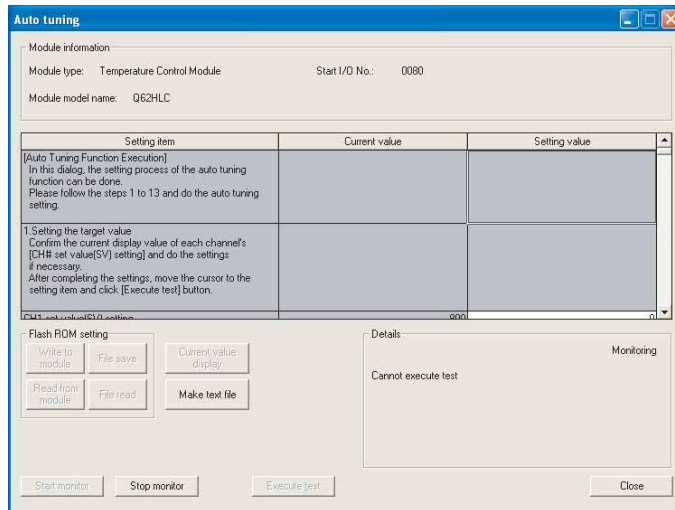 Auto tuning
Module information
Module type: Temperature Control Module Start I/O No.: 0080
Module model name: Q62HLC
Setting item Current value Setting value
[Auto Tuning Function Execution]
In this dialog, the setting process of the auto tuning
function can be done.
Please follow the steps 1 to 13 and do the auto tuning
setting.
1.Setting the target value
Confirm the current display value of each channel's
[CH# set value(SV) setting] and do the settings
if necessary.
After completing the settings, move the cursor to the
setting item and click [Execute test] button.
CH1 set value(SV) setting 800 0
Flash ROM setting
Write to
module
File save
Current value
display
Read from
module
File read
Make text file
Details
Monitoring
Cannot execute test
Start monitor Stop monitor Execute test Close